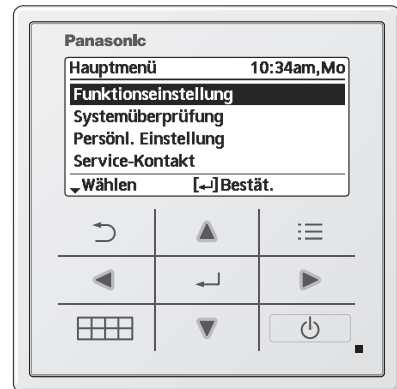 Panasonic
Hauptmenü 10:34am,Mo
Funktionseinstellung
Systemüberprüfung
Persönl. Einstellung
Service-Kontakt
Wählen [↵]Bestät.